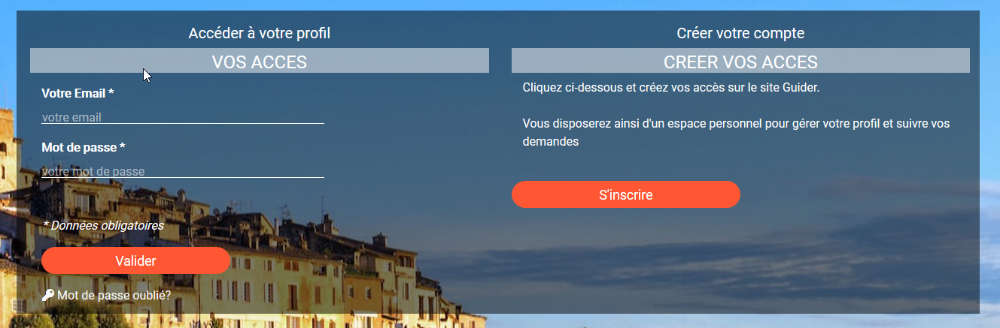 Accéder à votre profil
VOS ACCES
Votre Email *
votre email
Mot de passe *
votre mot de passe
* Données obligatoires
Valider
Mot de passe oublié?
Créer votre compte
CREER VOS ACCES
Cliquez ci-dessous et créez vos accès sur le site Guider.
Vous disposerez ainsi d'un espace personnel pour gérer votre profil et suivre vos
demandes
S'inscrire